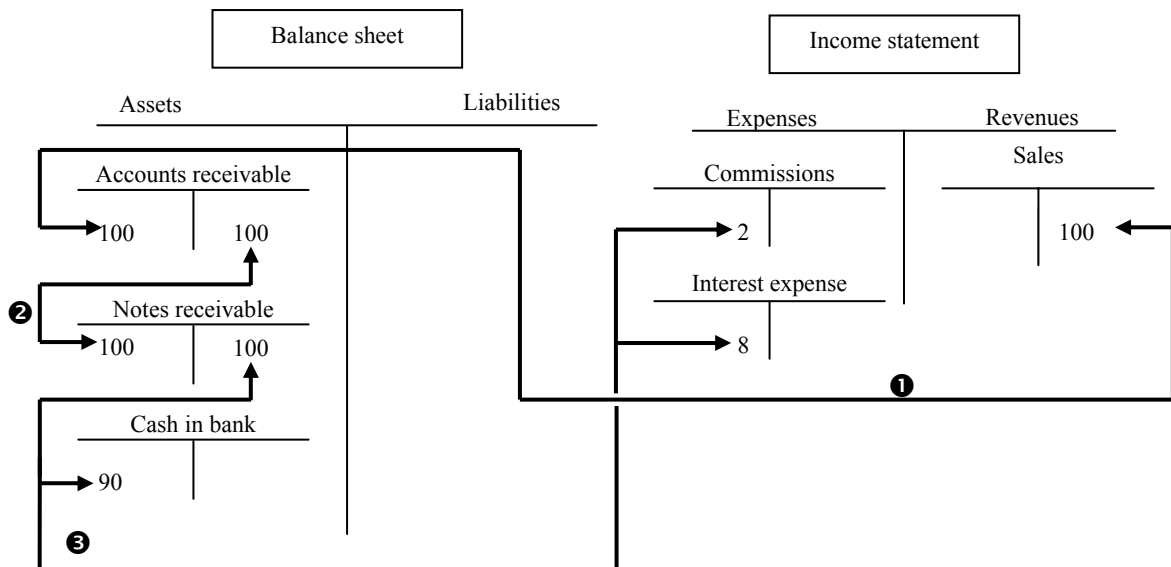 Balance sheet
Income statement
Assets Liabilities
Expenses Revenues
Accounts receivable
Commissions
Sales
100 100
2
100
Interest expense
❷
Notes receivable
100 100
8
❶
Cash in bank
90
❸